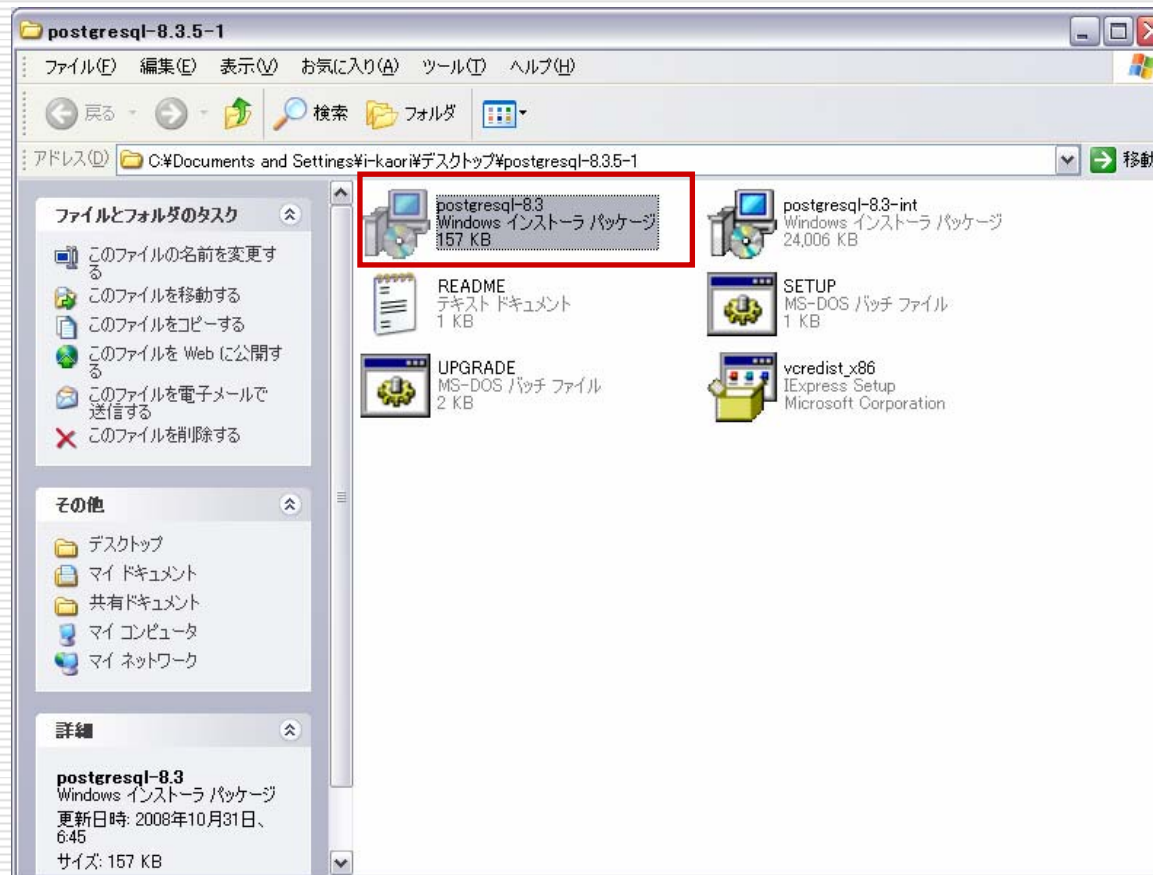 postgresql-8.3.5-1
ファイル(F) 編集(E) 表示(V) お気に入り(A) ツール(T) ヘルプ(H)
戻る 検索 フォルダ
アドレス(D) C:¥Documents and Settings¥i-kaori¥デスクトップ¥postgresql-8.3.5-1 移動
ファイルとフォルダのタスク
このファイルの名前を変更す
る
このファイルを移動する
このファイルをコピーする
このファイルを Web に公開す
る
このファイルを電子メールで
送信する
このファイルを削除する
その他
デスクトップ
マイ ドキュメント
共有ドキュメント
マイ コンピュータ
マイ ネットワーク
詳細
postgresql-8.3
Windows インストーラ パッケージ
更新日時: 2008年10月31日、
6:45
サイズ: 157 KB
postgresql-8.3
Windows インストーラ パッケージ
157 KB
postgresql-8.3-int
Windows インストーラ パッケージ
24,006 KB
README
テキスト ドキュメント
1 KB
SETUP
MS-DOS バッチ ファイル
1 KB
UPGRADE
MS-DOS バッチ ファイル
2 KB
vcredist_x86
IExpress Setup
Microsoft Corporation